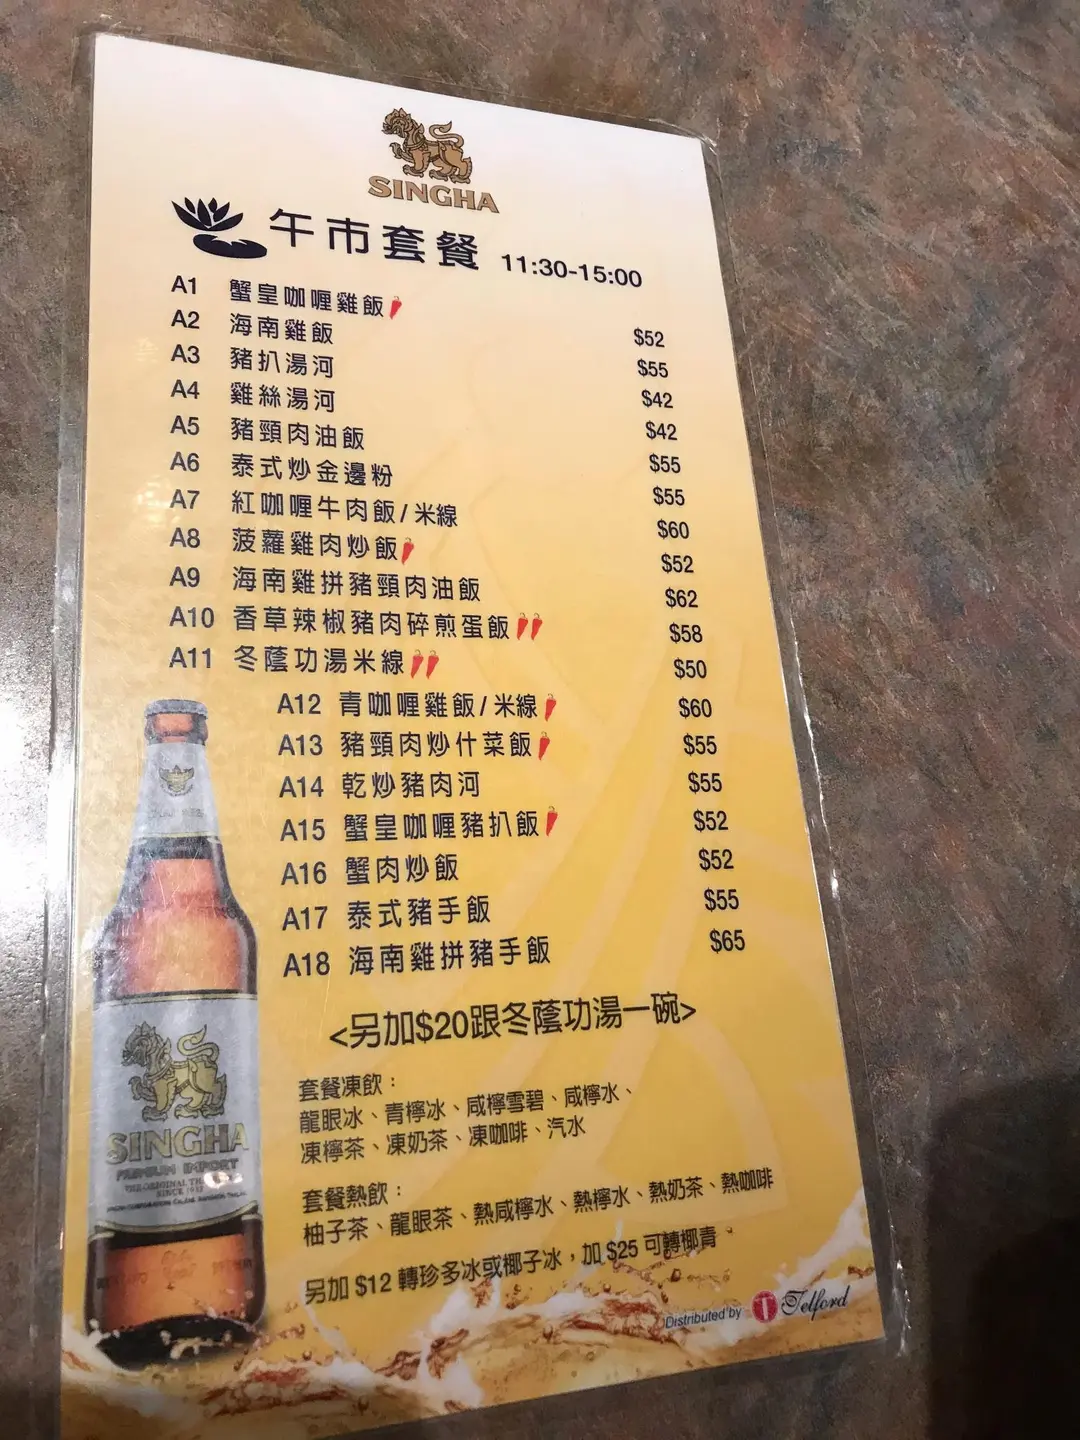 SINGHA
午市套餐 11:30-15:00
A1 蟹皇咖喱雞飯 $52
A2 海南雞飯 $55
A3 豬扒湯河 $42
A4 雞絲湯河 $42
A5 豬頸肉油飯 $55
A6 泰式炒金邊粉 $55
A7 紅咖喱牛肉飯/米線 $60
A8 菠蘿雞肉炒飯 $52
A9 海南雞拼豬頸肉油飯 $62
A10 香草辣椒豬肉碎煎蛋飯 $58
A11 冬蔭功湯米線 $50
A12 青咖喱雞飯/米線 $60
A13 豬頸肉炒什菜飯 $55
A14 乾炒豬肉河 $55
A15 蟹皇咖喱豬扒飯 $52
A16 蟹肉炒飯 $52
A17 泰式豬手飯 $55
A18 海南雞拼豬手飯 $65
<另加$20跟冬蔭功湯一碗>
套餐凍飲：
龍眼冰、青檸冰、咸檸雪碧、咸檸水、
凍檸茶、凍奶茶、凍咖啡、汽水
套餐熱飲：
柚子茶、龍眼茶、熱咸檸水、熱檸水、熱奶茶、熱咖啡
另加 $12 轉珍多冰或椰子冰，加 $25 可轉椰青
Distributed by Telford
SINGHA
PREMIUM IMPORT
THE ORIGINAL
SINCE